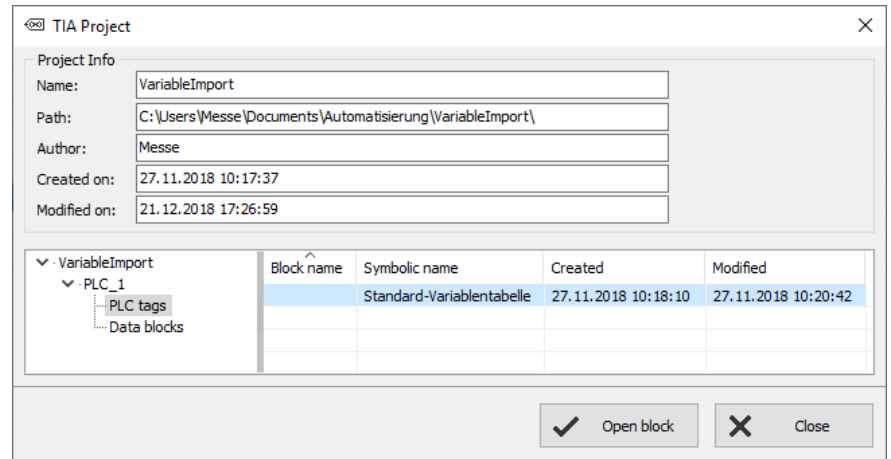 TIA Project
Project Info
Name: VariableImport
Path: C:\Users\Messe\Documents\Automatisierung\VariableImport\
Author: Messe
Created on: 27.11.2018 10:17:37
Modified on: 21.12.2018 17:26:59
VariableImport
PLC_1
PLC tags
Data blocks
Block name Symbolic name Created Modified
Standard-Variablentabelle 27.11.2018 10:18:10 27.11.2018 10:20:42
Open block Close